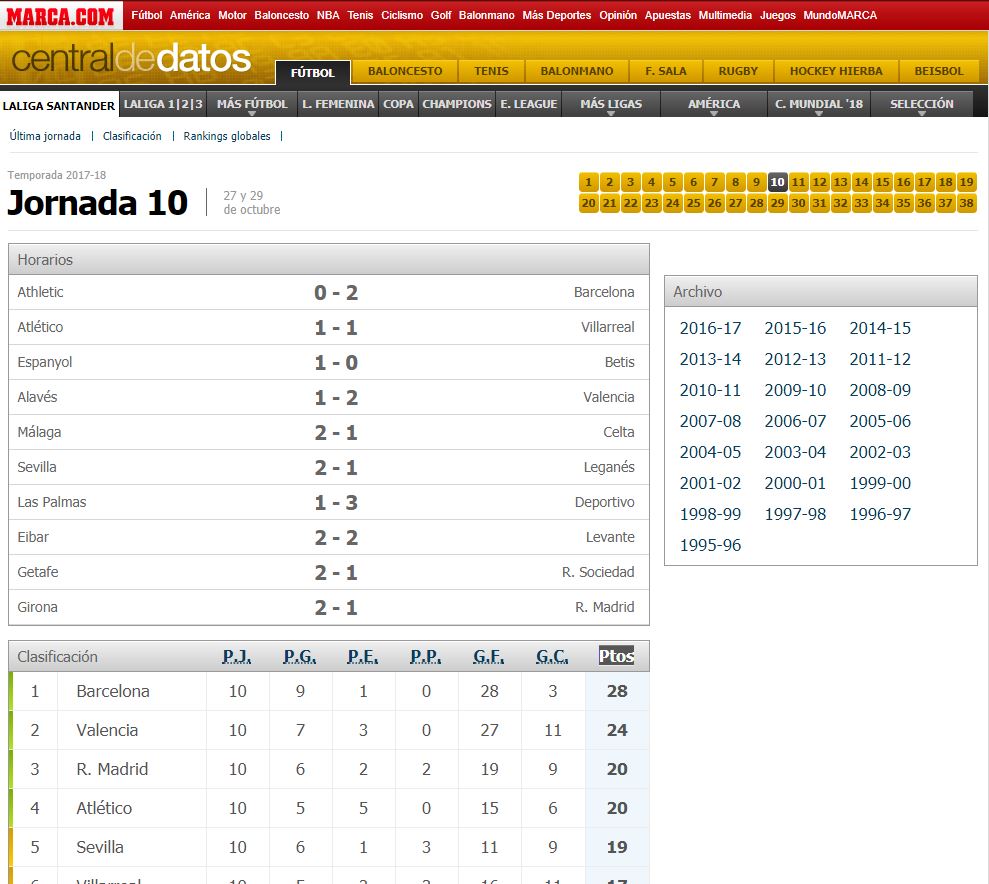 MARCA.COM Fútbol América Motor Baloncesto NBA Tenis Ciclismo Golf Balonmano Más Deportes Opinión Apuestas Multimedia Juegos MundoMARCA
centraldedatos
FÚTBOL BALONCESTO TENIS BALONMANO F. SALA RUGBY HOCKEY HIERBA BEISBOL
LALIGA SANTANDER LALIGA 1|2|3 MÁS FÚTBOL L. FEMENINA COPA CHAMPIONS E. LEAGUE MÁS LIGAS AMÉRICA C. MUNDIAL '18 SELECCIÓN
Última jornada | Clasificación | Rankings globales |
Temporada 2017-18
Jornada 10
27 y 29
de octubre
1 2 3 4 5 6 7 8 9 10 11 12 13 14 15 16 17 18 19
20 21 22 23 24 25 26 27 28 29 30 31 32 33 34 35 36 37 38
Horarios
Athletic 0 - 2 Barcelona
Atlético 1 - 1 Villarreal
Espanyol 1 - 0 Betis
Alavés 1 - 2 Valencia
Málaga 2 - 1 Celta
Sevilla 2 - 1 Leganés
Las Palmas 1 - 3 Deportivo
Eibar 2 - 2 Levante
Getafe 2 - 1 R. Sociedad
Girona 2 - 1 R. Madrid
Archivo
2016-17 2015-16 2014-15
2013-14 2012-13 2011-12
2010-11 2009-10 2008-09
2007-08 2006-07 2005-06
2004-05 2003-04 2002-03
2001-02 2000-01 1999-00
1998-99 1997-98 1996-97
1995-96
Clasificación P.J. P.G. P.E. P.P. G.F. G.C. Ptos
1 Barcelona 10 9 1 0 28 3 28
2 Valencia 10 7 3 0 27 11 24
3 R. Madrid 10 6 2 2 19 9 20
4 Atlético 10 5 5 0 15 6 20
5 Sevilla 10 6 1 3 11 9 19